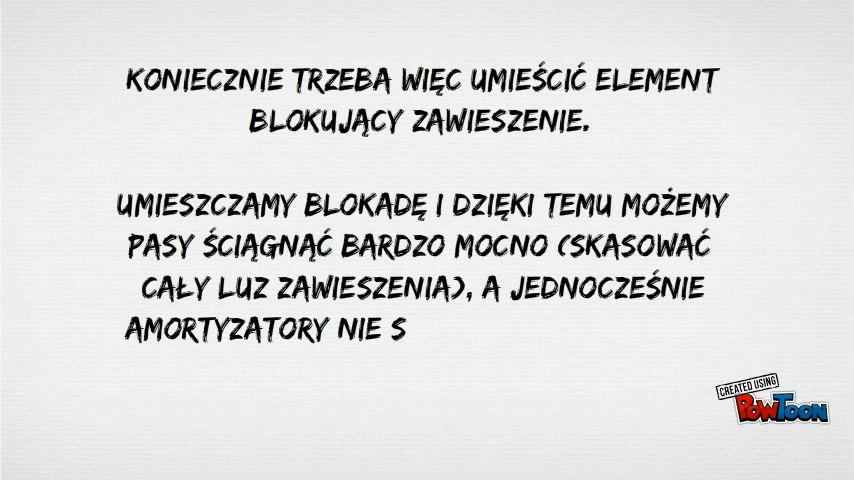 KONIECZNIE TRZEBA WIĘC UMIEŚCIĆ ELEMENT
BLOKUJĄCY ZAWIESZENIE.
UMIESZCZAMY BLOKADĘ I DZIĘKI TEMU MOŻEMY
PASY ŚCIĄGNĄĆ BARDZO MOCNO (SKASOWAĆ
CAŁY LUZ ZAWIESZENIA), A JEDNOCZEŚNIE
AMORTYZATORY NIE S
CREATED USING
POWTOON